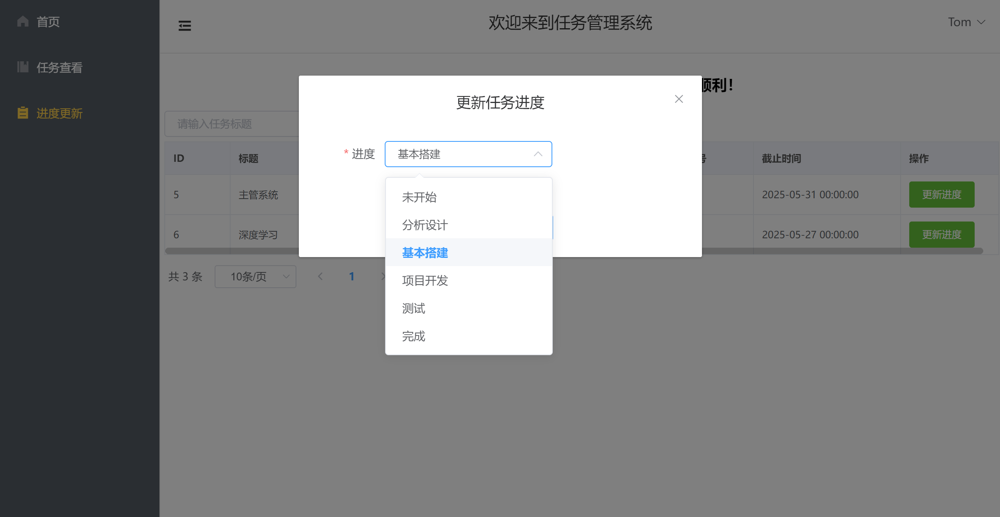 首页
任务查看
进度更新
欢迎来到任务管理系统
Tom
顺利！
更新任务进度
请输入任务标题
* 进度
基本搭建
ID
标题
号
截止时间
操作
5
主管系统
2025-05-31 00:00:00
更新进度
6
深度学习
2025-05-27 00:00:00
更新进度
未开始
分析设计
基本搭建
项目开发
测试
完成
共 3 条
10条/页
1